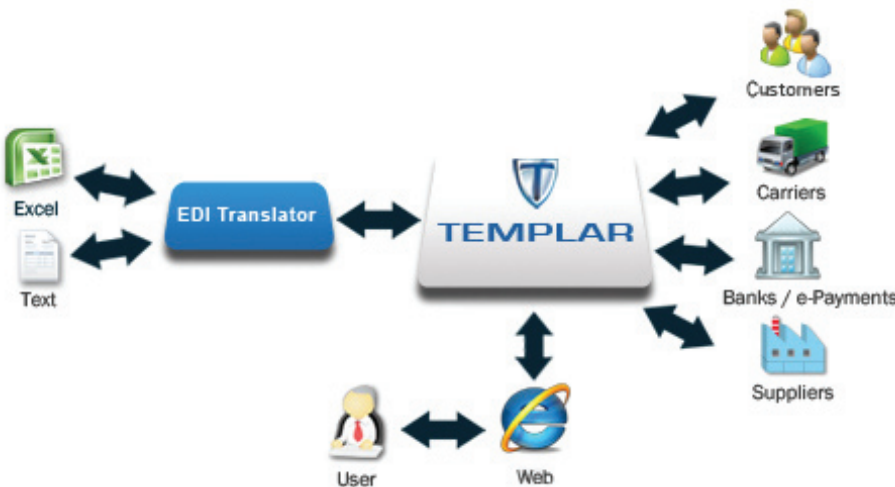 Customers
Excel
EDI Translator
T
TEMPLAR
Carriers
Text
Banks / e-Payments
Suppliers
User
Web